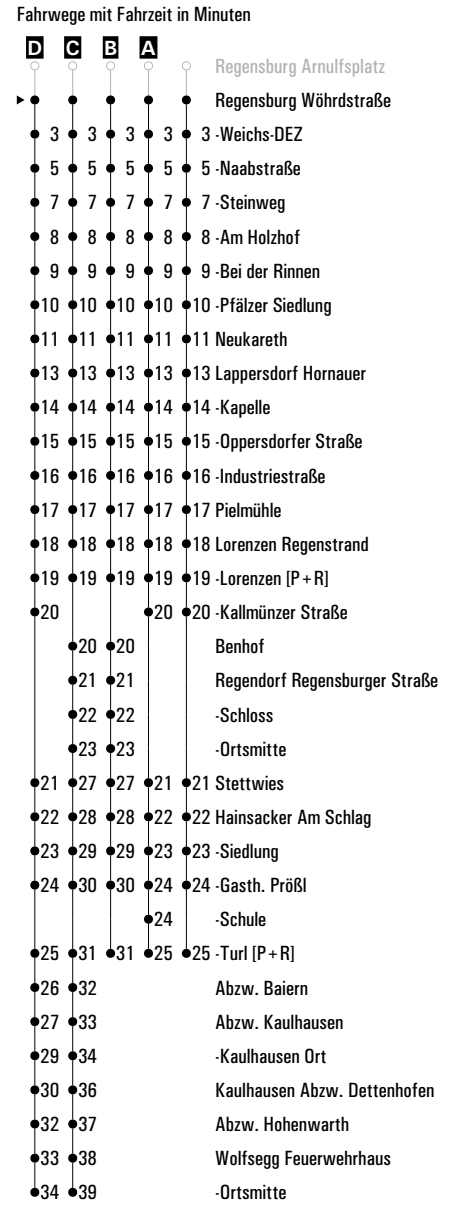 Fahrwege mit Fahrzeit in Minuten
D C B A
Regensburg Arnulfsplatz
Regensburg Wöhrdstraße
3 3 3 3 3 -Weichs-DEZ
5 5 5 5 5 -Naabstraße
7 7 7 7 7 -Steinweg
8 8 8 8 8 -Am Holzhof
9 9 9 9 9 -Bei der Rinnen
10 10 10 10 10 -Pfälzer Siedlung
11 11 11 11 11 Neukareth
13 13 13 13 13 Lappersdorf Hornauer
14 14 14 14 14 -Kapelle
15 15 15 15 15 -Oppersdorfer Straße
16 16 16 16 16 -Industriestraße
17 17 17 17 17 Pielmühle
18 18 18 18 18 Lorenzen Regenstrand
19 19 19 19 19 -Lorenzen [P+R]
20 20 20 -Kallmünzer Straße
20 20 Benhof
21 21 Regendorf Regensburger Straße
22 22 -Schloss
23 23 -Ortsmitte
21 27 27 21 21 Stettwies
22 28 28 22 22 Hainsacker Am Schlag
23 29 29 23 23 -Siedlung
24 30 30 24 24 -Gasth. Prößl
24 -Schule
25 31 31 25 25 -Turl [P+R]
26 32 Abzw. Baiern
27 33 Abzw. Kaulhausen
29 34 -Kaulhausen Ort
30 36 Kaulhausen Abzw. Dettenhofen
32 37 Abzw. Hohenwarth
33 38 Wolfsegg Feuerwehrhaus
34 39 -Ortsmitte